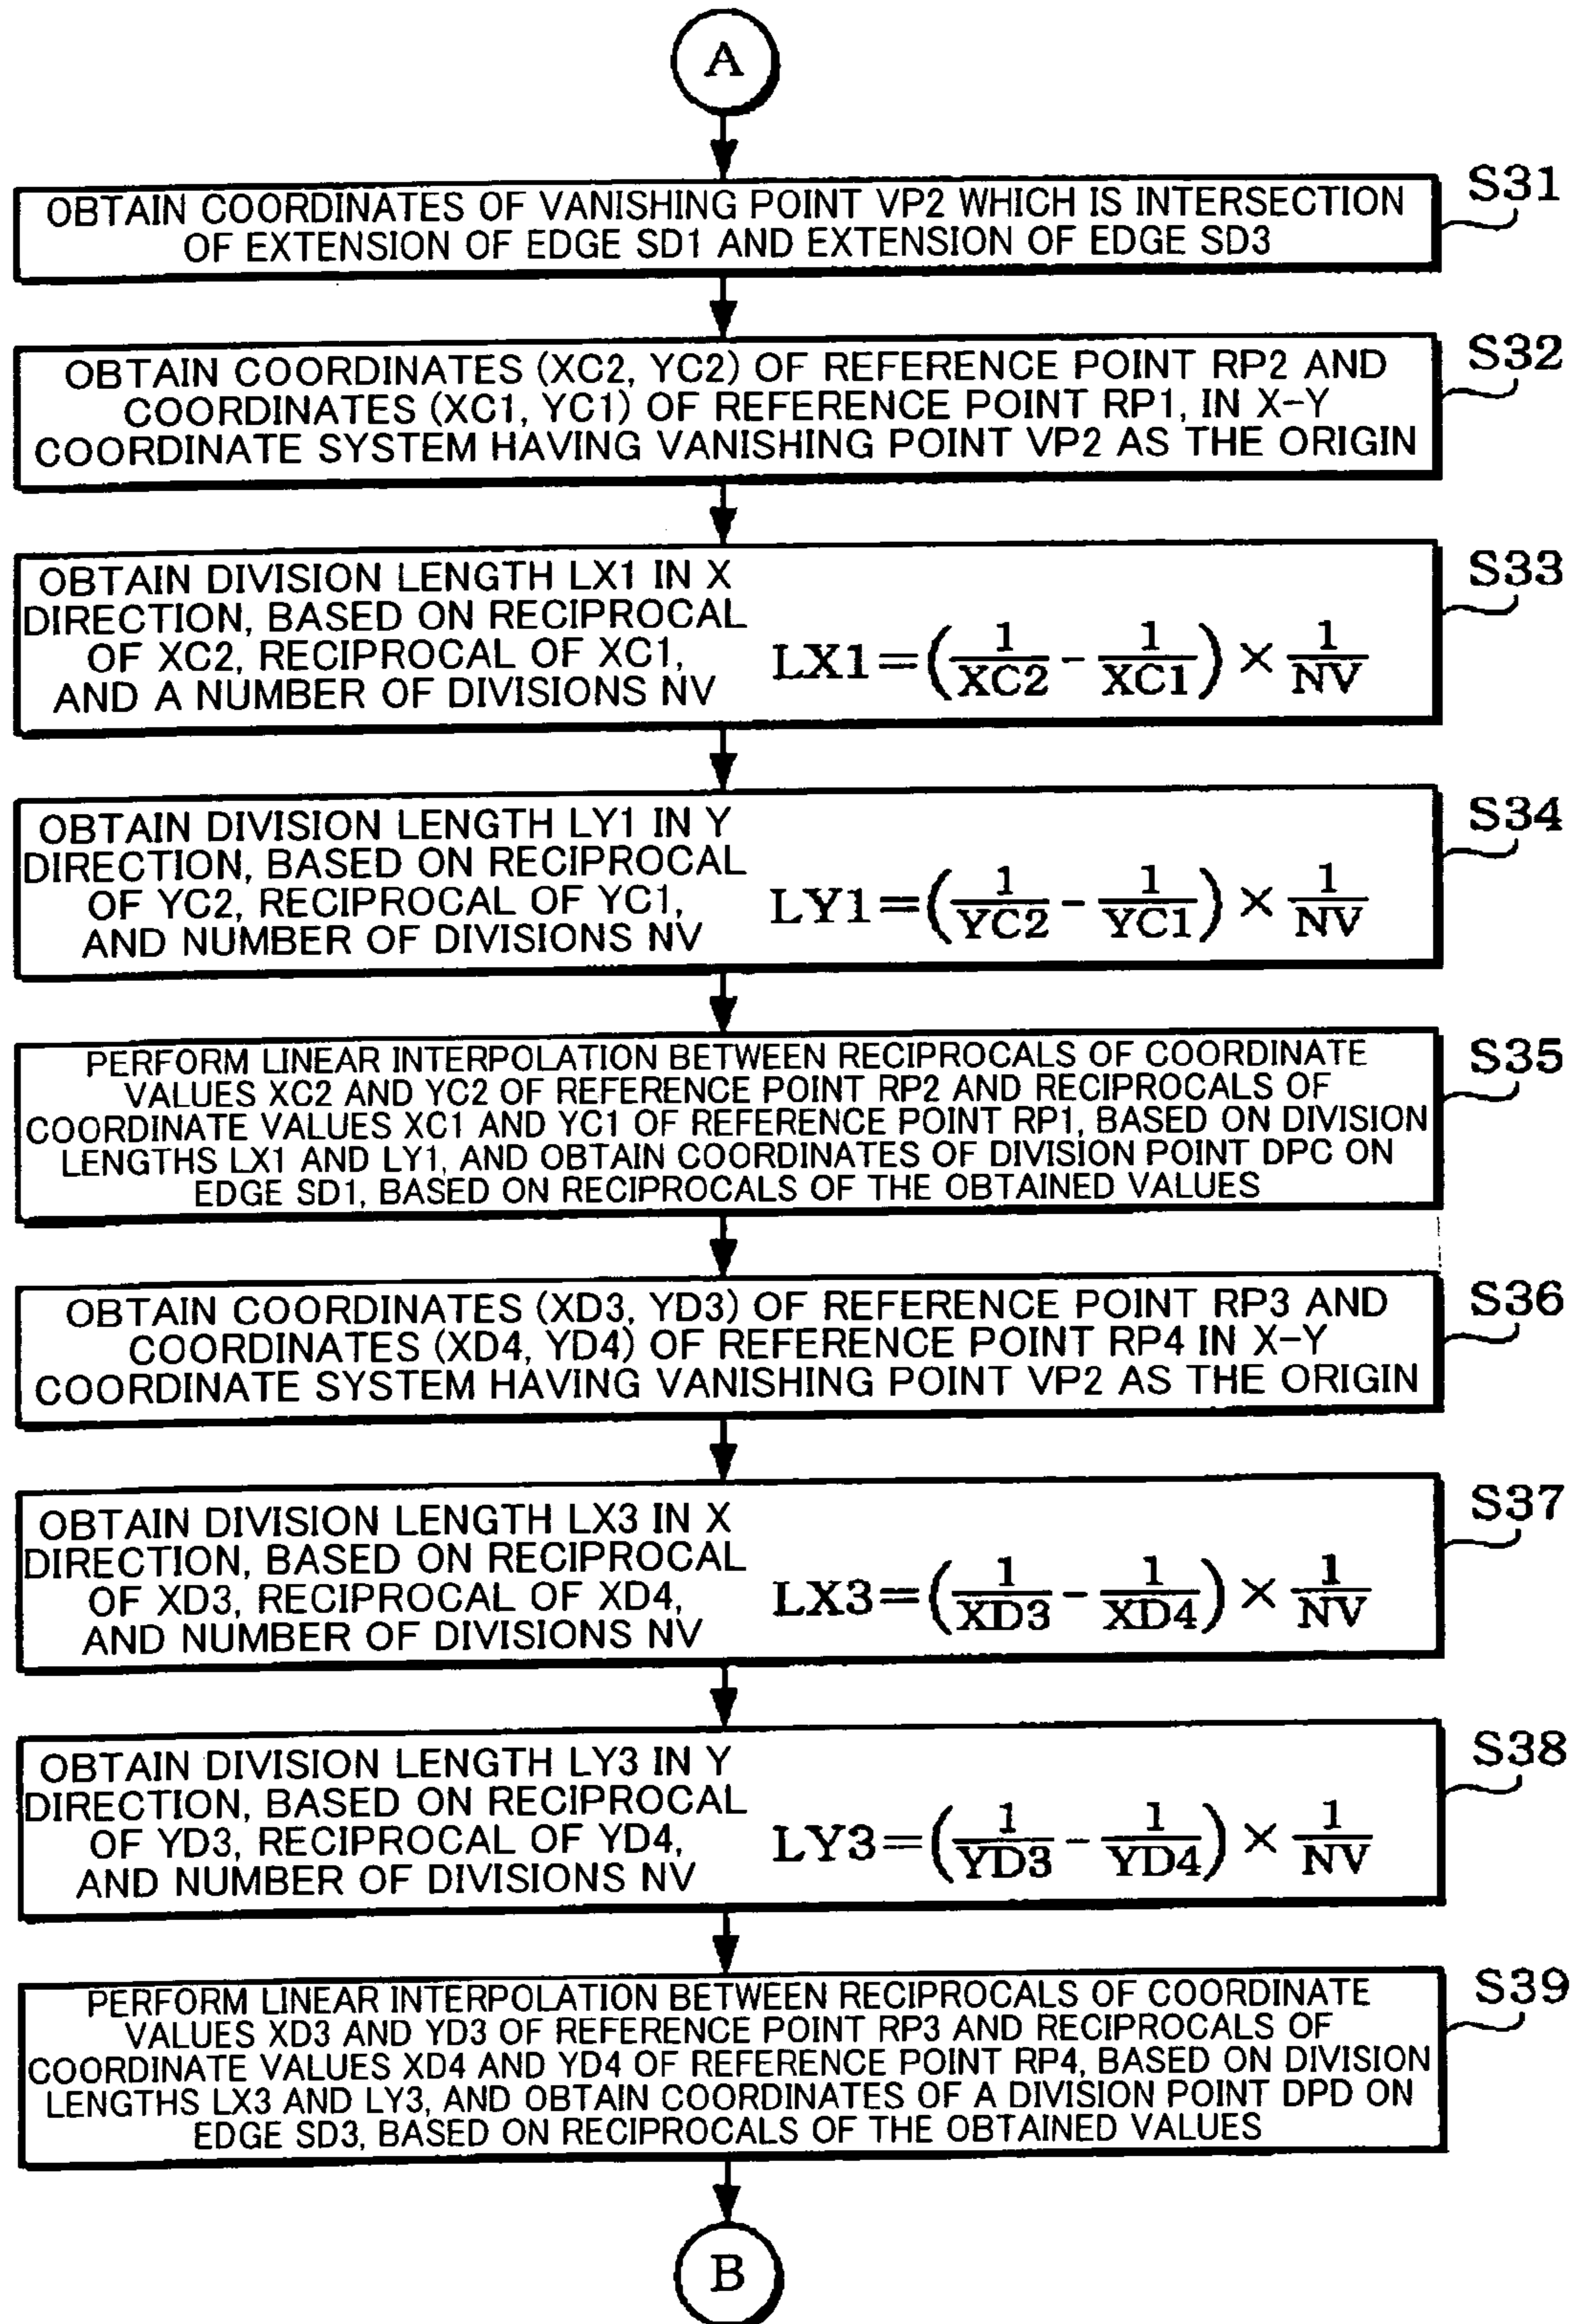 A
S31
OBTAIN COORDINATES OF VANISHING POINT VP2 WHICH IS INTERSECTION
OF EXTENSION OF EDGE SD1 AND EXTENSION OF EDGE SD3
S32
OBTAIN COORDINATES (XC2, YC2) OF REFERENCE POINT RP2 AND
COORDINATES (XC1, YC1) OF REFERENCE POINT RP1, IN X-Y
COORDINATE SYSTEM HAVING VANISHING POINT VP2 AS THE ORIGIN
S33
OBTAIN DIVISION LENGTH LX1 IN X
DIRECTION, BASED ON RECIPROCAL
OF XC2, RECIPROCAL OF XC1,
AND A NUMBER OF DIVISIONS NV
LX1=(1/XC2-1/XC1)×1/NV
S34
OBTAIN DIVISION LENGTH LY1 IN Y
DIRECTION, BASED ON RECIPROCAL
OF YC2, RECIPROCAL OF YC1,
AND NUMBER OF DIVISIONS NV
LY1=(1/YC2-1/YC1)×1/NV
S35
PERFORM LINEAR INTERPOLATION BETWEEN RECIPROCALS OF COORDINATE
VALUES XC2 AND YC2 OF REFERENCE POINT RP2 AND RECIPROCALS OF
COORDINATE VALUES XC1 AND YC1 OF REFERENCE POINT RP1, BASED ON DIVISION
LENGTHS LX1 AND LY1, AND OBTAIN COORDINATES OF DIVISION POINT DPC ON
EDGE SD1, BASED ON RECIPROCALS OF THE OBTAINED VALUES
S36
OBTAIN COORDINATES (XD3, YD3) OF REFERENCE POINT RP3 AND
COORDINATES (XD4, YD4) OF REFERENCE POINT RP4 IN X-Y
COORDINATE SYSTEM HAVING VANISHING POINT VP2 AS THE ORIGIN
S37
OBTAIN DIVISION LENGTH LX3 IN X
DIRECTION, BASED ON RECIPROCAL
OF XD3, RECIPROCAL OF XD4,
AND NUMBER OF DIVISIONS NV
LX3=(1/XD3-1/XD4)×1/NV
S38
OBTAIN DIVISION LENGTH LY3 IN Y
DIRECTION, BASED ON RECIPROCAL
OF YD3, RECIPROCAL OF YD4,
AND NUMBER OF DIVISIONS NV
LY3=(1/YD3-1/YD4)×1/NV
S39
PERFORM LINEAR INTERPOLATION BETWEEN RECIPROCALS OF COORDINATE
VALUES XD3 AND YD3 OF REFERENCE POINT RP3 AND RECIPROCALS OF
COORDINATE VALUES XD4 AND YD4 OF REFERENCE POINT RP4, BASED ON DIVISION
LENGTHS LX3 AND LY3, AND OBTAIN COORDINATES OF A DIVISION POINT DPD ON
EDGE SD3, BASED ON RECIPROCALS OF THE OBTAINED VALUES
B